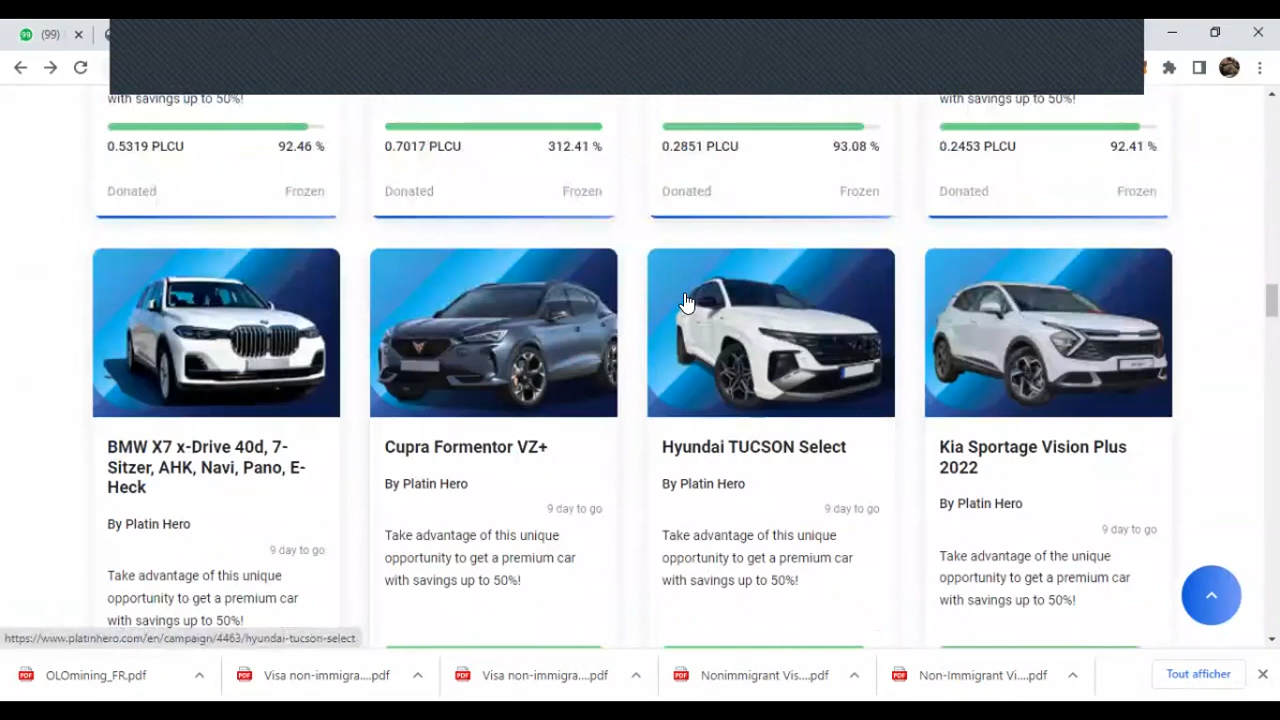 99 (99)
with savings up to 50%!
with savings up to 50%!
0.5319 PLCU 92.46 %
0.7017 PLCU 312.41 %
0.2851 PLCU 93.08 %
0.2453 PLCU 92.41 %
Donated Frozen
Donated Frozen
Donated Frozen
Donated Frozen
BMW X7 x-Drive 40d, 7-
Sitzer, AHK, Navi, Pano, E-
Heck
By Platin Hero
9 day to go
Take advantage of this unique
opportunity to get a premium car
with savings up to 50%!
Cupra Formentor VZ+
By Platin Hero
9 day to go
Take advantage of this unique
opportunity to get a premium car
with savings up to 50%!
Hyundai TUCSON Select
By Platin Hero
9 day to go
Take advantage of this unique
opportunity to get a premium car
with savings up to 50%!
Kia Sportage Vision Plus
2022
By Platin Hero
9 day to go
Take advantage of the unique
opportunity to get a premium car
with savings up to 50%!
https://www.platinhero.com/en/campaign/4463/hyundai-tucson-select
PDF OLOmining_FR.pdf
PDF Visa non-immigra....pdf
PDF Visa non-immigra....pdf
PDF Nonimmigrant Vis....pdf
PDF Non-Immigrant Vi....pdf
Tout afficher